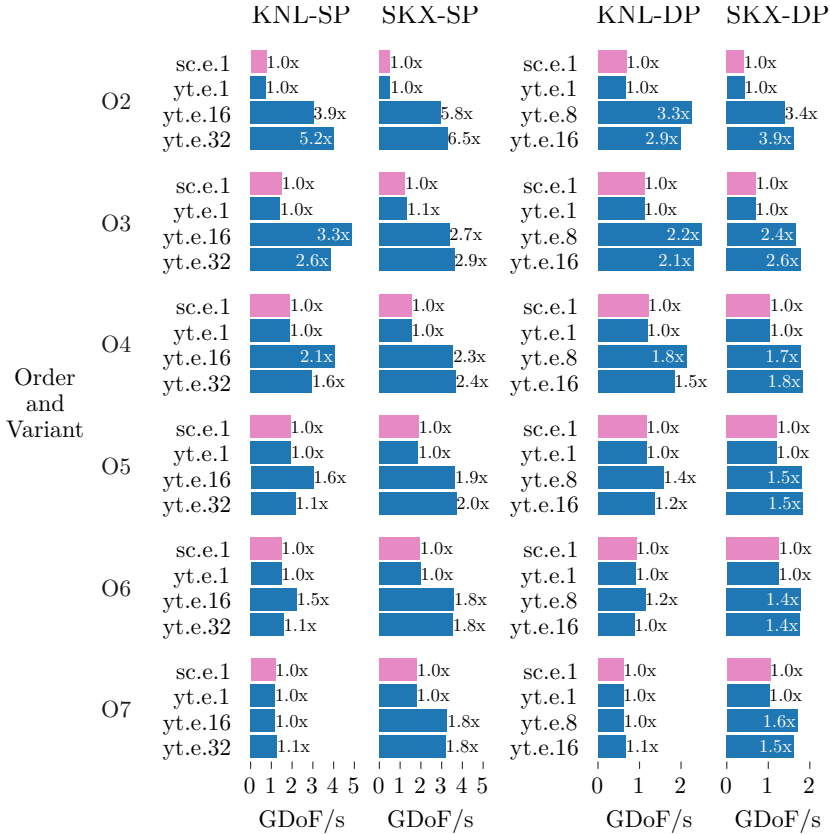 KNL-SP SKX-SP KNL-DP SKX-DP
sc.e.1 1.0x 1.0x sc.e.1 1.0x 1.0x
yt.e.1 1.0x 1.0x yt.e.1 1.0x 1.0x
O2
yt.e.16 3.9x 5.8x yt.e.8 3.3x 3.4x
yt.e.32 5.2x 6.5x yt.e.16 2.9x 3.9x
sc.e.1 1.0x 1.0x sc.e.1 1.0x 1.0x
yt.e.1 1.0x 1.1x yt.e.1 1.0x 1.0x
O3
yt.e.16 3.3x 2.7x yt.e.8 2.2x 2.4x
yt.e.32 2.6x 2.9x yt.e.16 2.1x 2.6x
sc.e.1 1.0x 1.0x sc.e.1 1.0x 1.0x
yt.e.1 1.0x 1.0x yt.e.1 1.0x 1.0x
O4
yt.e.16 2.1x 2.3x yt.e.8 1.8x 1.7x
yt.e.32 1.6x 2.4x yt.e.16 1.5x 1.8x
Order
and
Variant
sc.e.1 1.0x 1.0x sc.e.1 1.0x 1.0x
yt.e.1 1.0x 1.0x yt.e.1 1.0x 1.0x
O5
yt.e.16 1.6x 1.9x yt.e.8 1.4x 1.5x
yt.e.32 1.1x 2.0x yt.e.16 1.2x 1.5x
sc.e.1 1.0x 1.0x sc.e.1 1.0x 1.0x
yt.e.1 1.0x 1.0x yt.e.1 1.0x 1.0x
O6
yt.e.16 1.5x 1.8x yt.e.8 1.2x 1.4x
yt.e.32 1.1x 1.8x yt.e.16 1.0x 1.4x
sc.e.1 1.0x 1.0x sc.e.1 1.0x 1.0x
yt.e.1 1.0x 1.0x yt.e.1 1.0x 1.0x
O7
yt.e.16 1.0x 1.8x yt.e.8 1.0x 1.6x
yt.e.32 1.1x 1.8x yt.e.16 1.1x 1.5x
0 1 2 3 4 5 0 1 2 3 4 5 0 1 2 0 1 2
GDoF/s GDoF/s GDoF/s GDoF/s